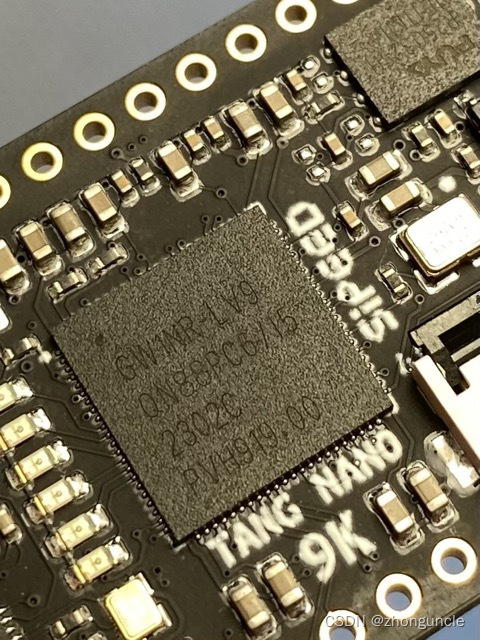 GW1NR-LV9
QN88PC6/I5
2302C
SiPEED
TANG NANO
9K
CSDN @zhonguncle